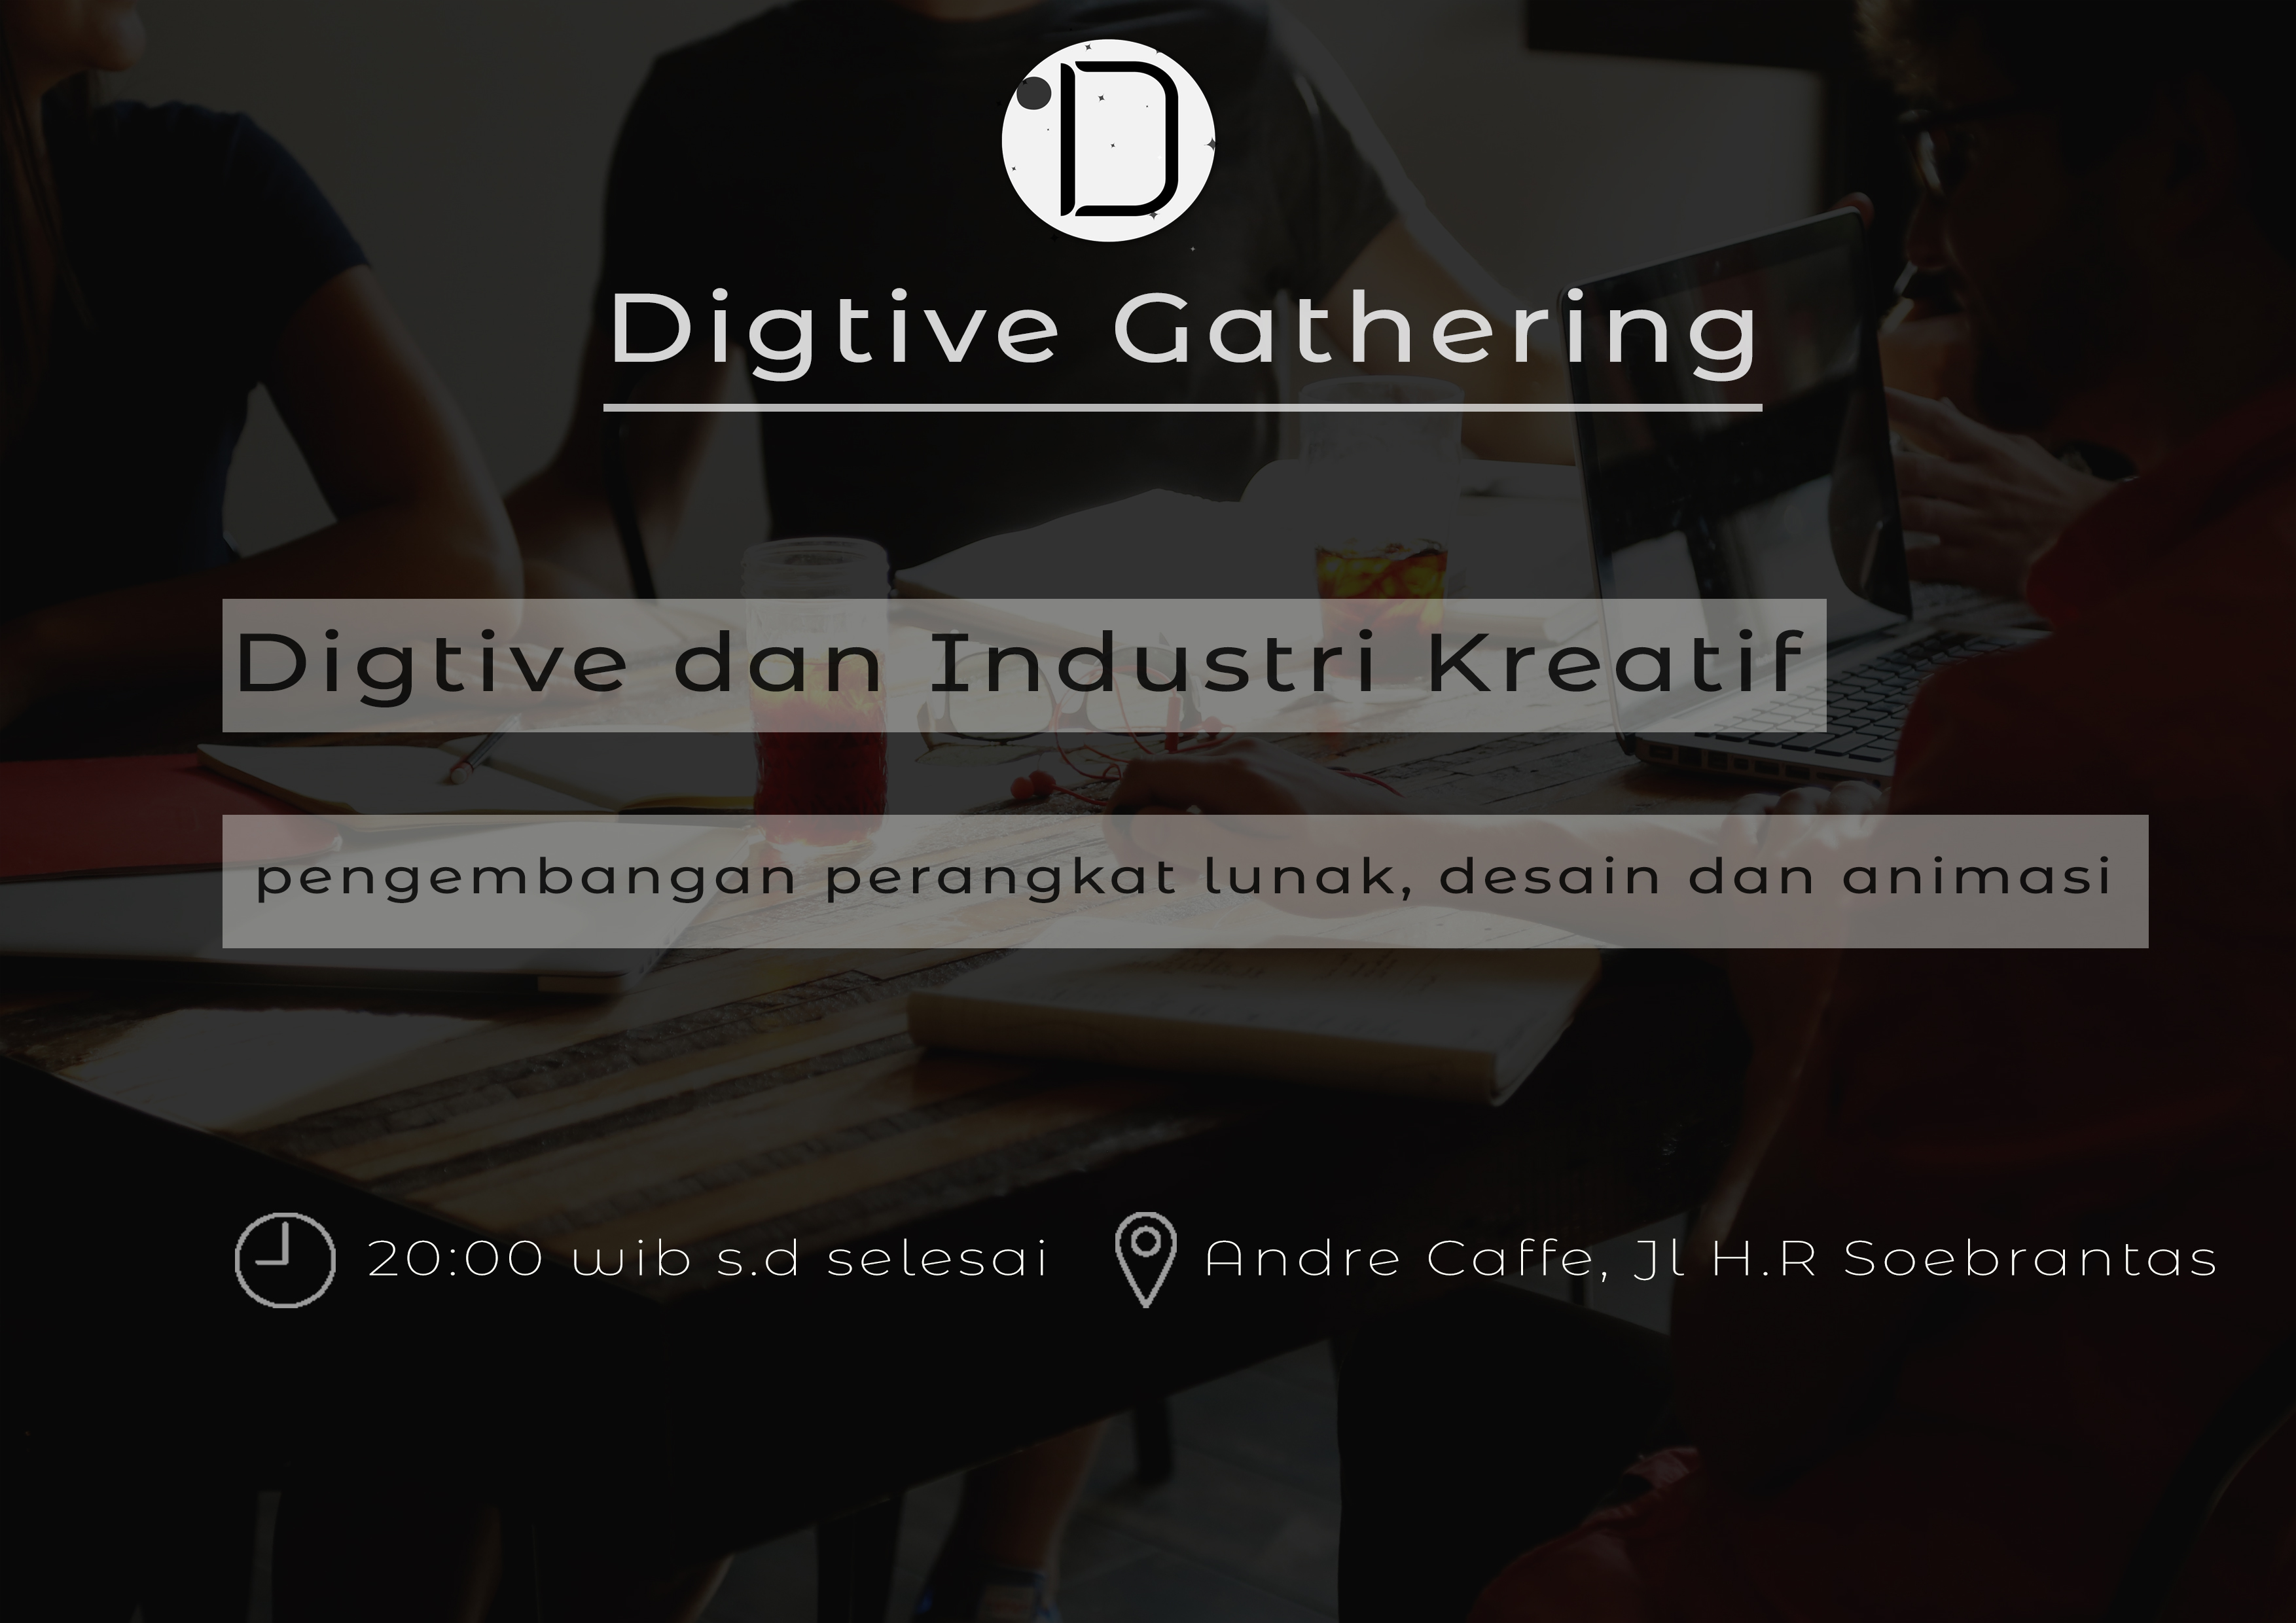 D
Digtive Gathering
Digtive dan Industri Kreatif
pengembangan perangkat lunak, desain dan animasi
20:00 wib s.d selesai
Andre Caffe, Jl H.R Soebrantas